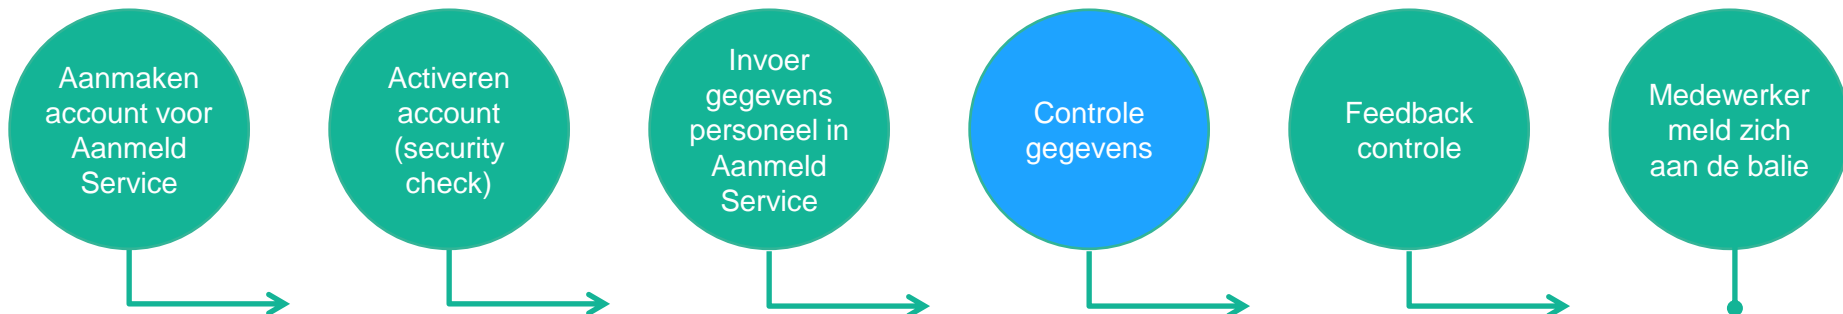 Aanmaken
account voor
Aanmeld
Service
Activeren
account
(security
check)
Invoer
gegevens
personeel in
Aanmeld
Service
Controle
gegevens
Feedback
controle
Medewerker
meld zich
aan de balie